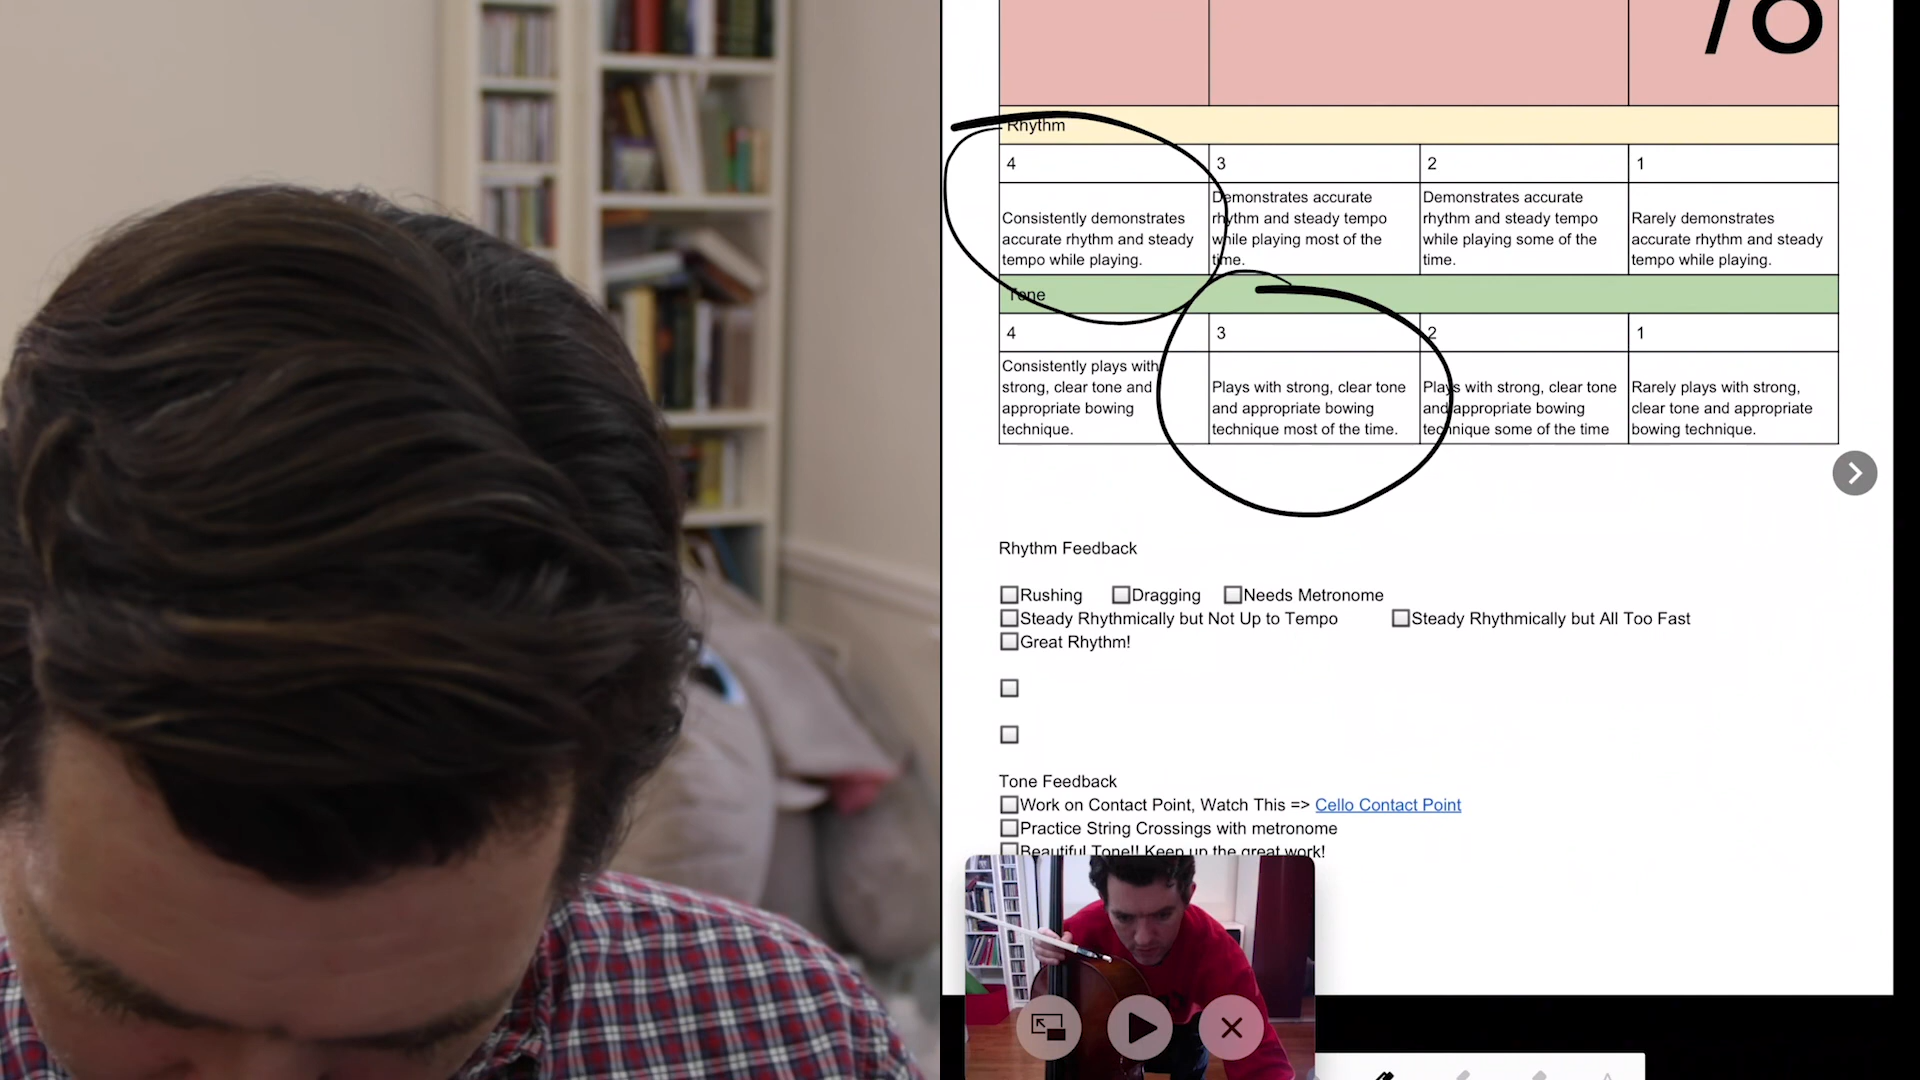 /8
Rhythm
4 3 2 1
Consistently demonstrates accurate rhythm and steady tempo while playing.
Demonstrates accurate rhythm and steady tempo while playing most of the time.
Demonstrates accurate rhythm and steady tempo while playing some of the time.
Rarely demonstrates accurate rhythm and steady tempo while playing.
Tone
4 3 2 1
Consistently plays with strong, clear tone and appropriate bowing technique.
Plays with strong, clear tone and appropriate bowing technique most of the time.
Plays with strong, clear tone and appropriate bowing technique some of the time
Rarely plays with strong, clear tone and appropriate bowing technique.
Rhythm Feedback
Rushing Dragging Needs Metronome
Steady Rhythmically but Not Up to Tempo Steady Rhythmically but All Too Fast
Great Rhythm!
Tone Feedback
Work on Contact Point, Watch This => Cello Contact Point
Practice String Crossings with metronome
Beautiful Tone!! Keep up the great work!